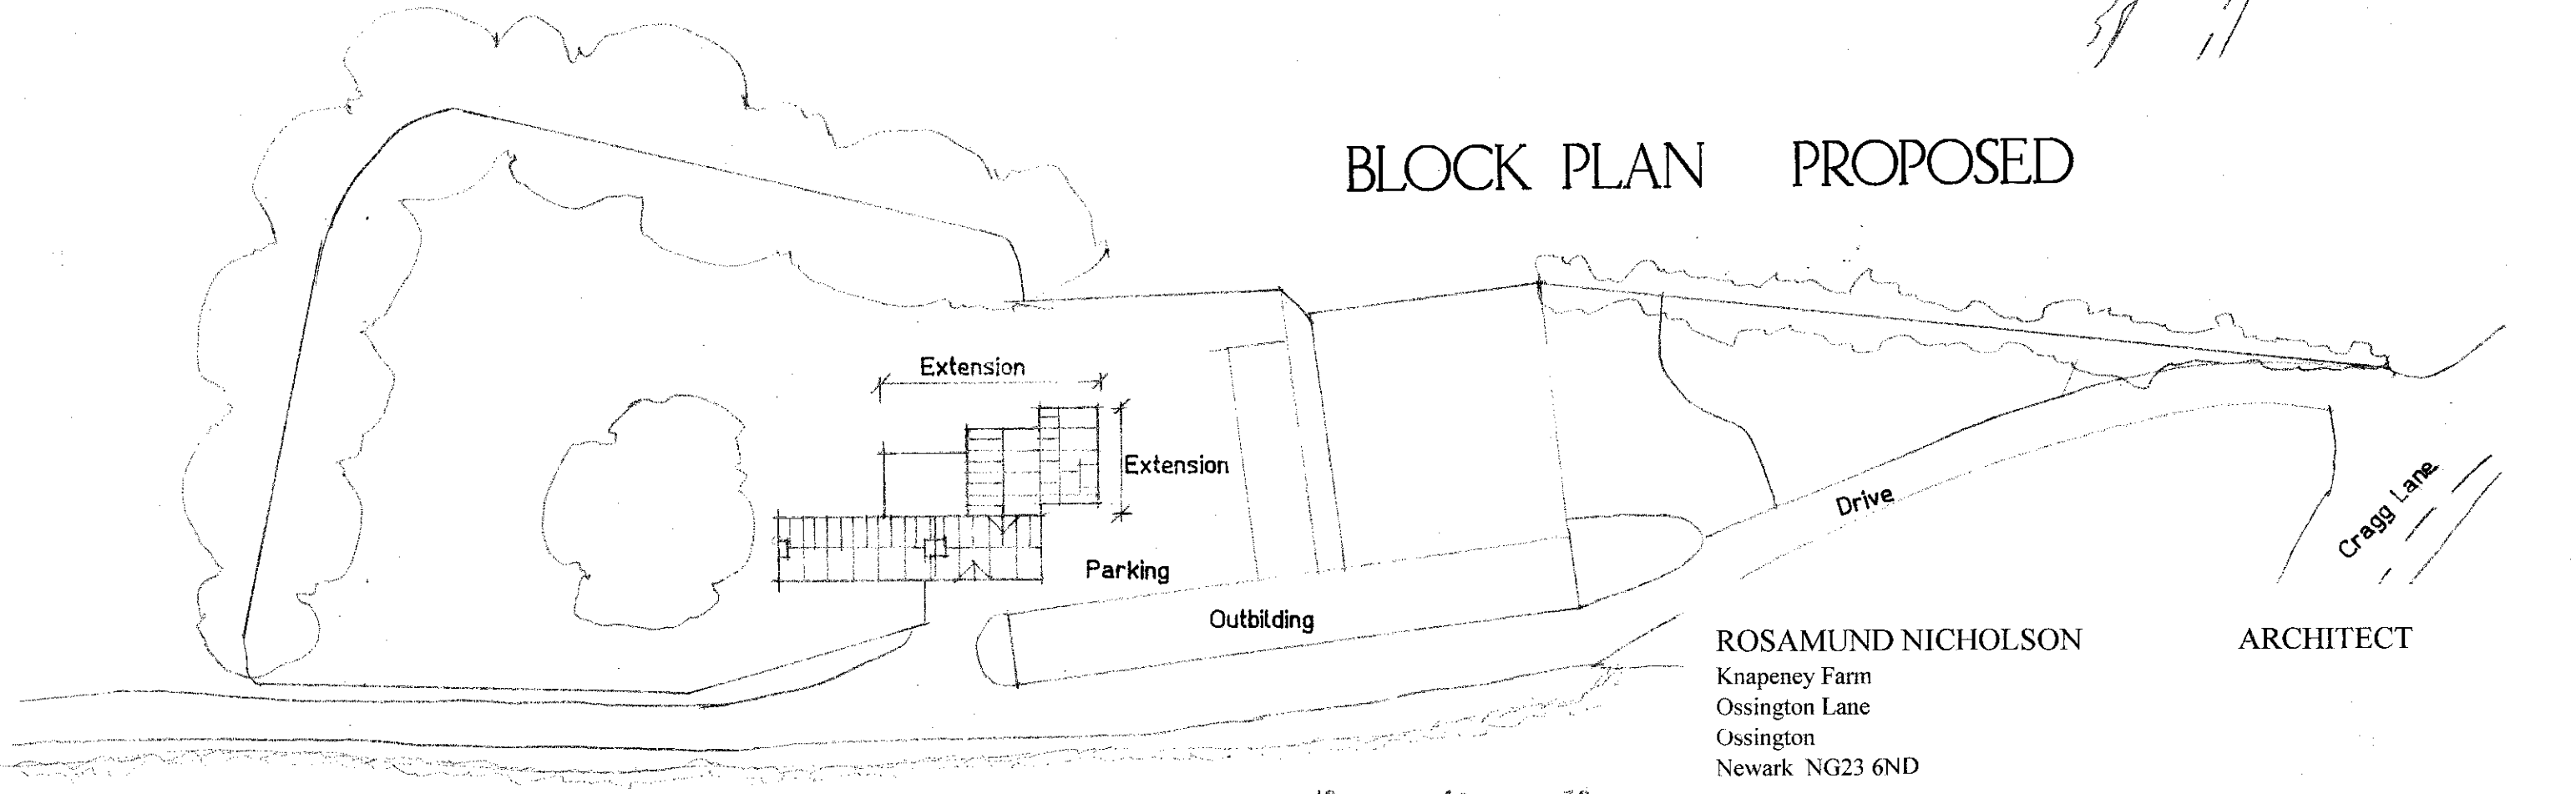 BLOCK PLAN PROPOSED
Extension
Extension
Drive
Cragg Lane
Parking
Outbilding
ROSAMUND NICHOLSON ARCHITECT
Knapeney Farm
Ossington Lane
Ossington
Newark NG23 6ND